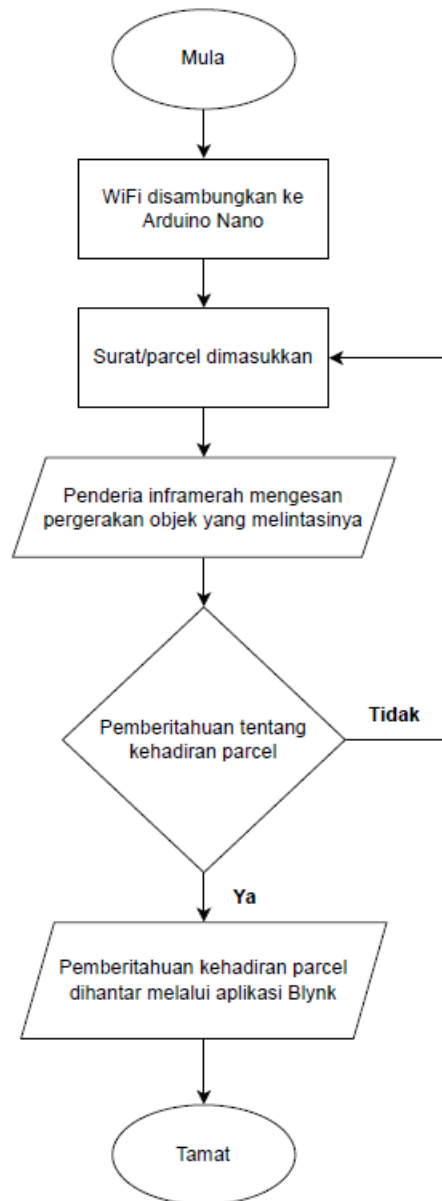 Mula
WiFi disambungkan ke
Arduino Nano
Surat/parcel dimasukkan
Penderia inframerah mengesan
pergerakan objek yang melintasinya
Pemberitahuan tentang
kehadiran parcel
Tidak
Ya
Pemberitahuan kehadiran parcel
dihantar melalui aplikasi Blynk
Tamat